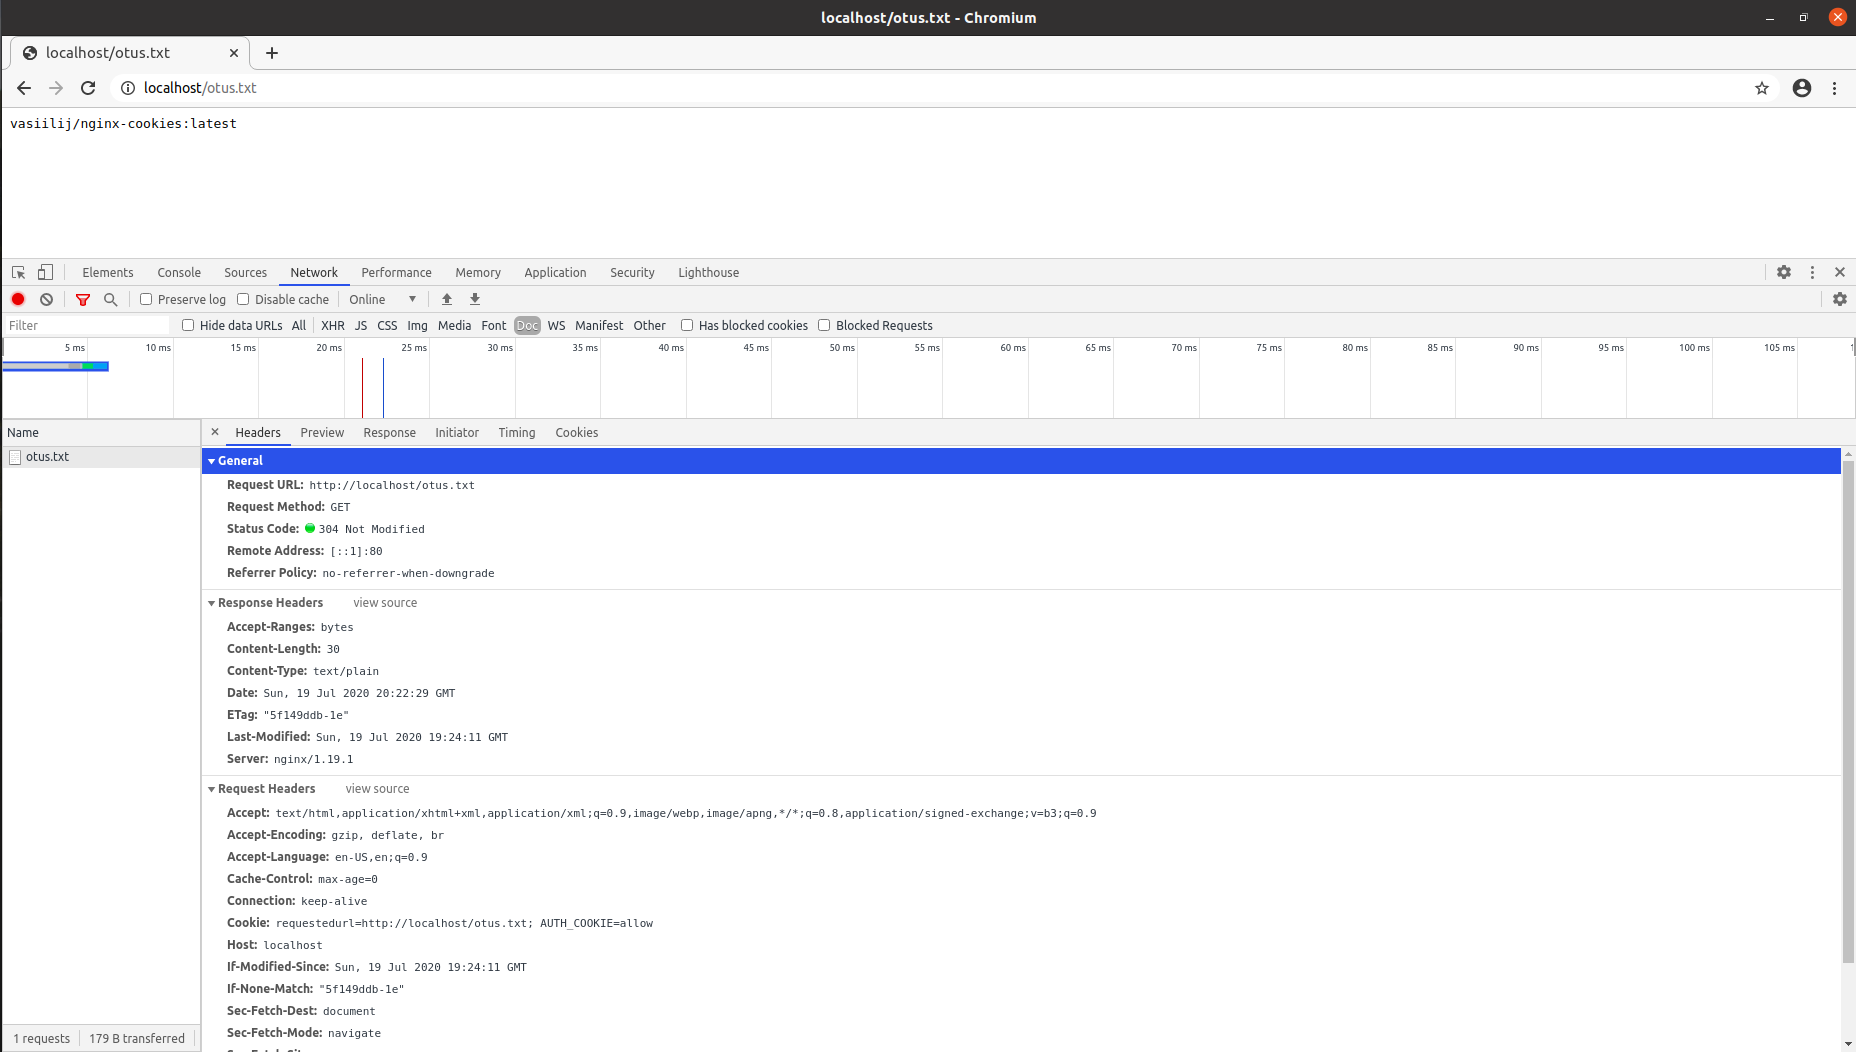 localhost/otus.txt - Chromium
localhost/otus.txt
localhost/otus.txt
vasiilij/nginx-cookies:latest
Elements Console Sources Network Performance Memory Application Security Lighthouse
Preserve log Disable cache Online
Filter Hide data URLs All XHR JS CSS Img Media Font Doc WS Manifest Other Has blocked cookies Blocked Requests
5 ms 10 ms 15 ms 20 ms 25 ms 30 ms 35 ms 40 ms 45 ms 50 ms 55 ms 60 ms 65 ms 70 ms 75 ms 80 ms 85 ms 90 ms 95 ms 100 ms 105 ms
Name Headers Preview Response Initiator Timing Cookies
otus.txt
General
Request URL: http://localhost/otus.txt
Request Method: GET
Status Code: 304 Not Modified
Remote Address: [::1]:80
Referrer Policy: no-referrer-when-downgrade
Response Headers view source
Accept-Ranges: bytes
Content-Length: 30
Content-Type: text/plain
Date: Sun, 19 Jul 2020 20:22:29 GMT
ETag: "5f149ddb-1e"
Last-Modified: Sun, 19 Jul 2020 19:24:11 GMT
Server: nginx/1.19.1
Request Headers view source
Accept: text/html,application/xhtml+xml,application/xml;q=0.9,image/webp,image/apng,*/*;q=0.8,application/signed-exchange;v=b3;q=0.9
Accept-Encoding: gzip, deflate, br
Accept-Language: en-US,en;q=0.9
Cache-Control: max-age=0
Connection: keep-alive
Cookie: requestedurl=http://localhost/otus.txt; AUTH_COOKIE=allow
Host: localhost
If-Modified-Since: Sun, 19 Jul 2020 19:24:11 GMT
If-None-Match: "5f149ddb-1e"
Sec-Fetch-Dest: document
Sec-Fetch-Mode: navigate
1 requests 179 B transferred